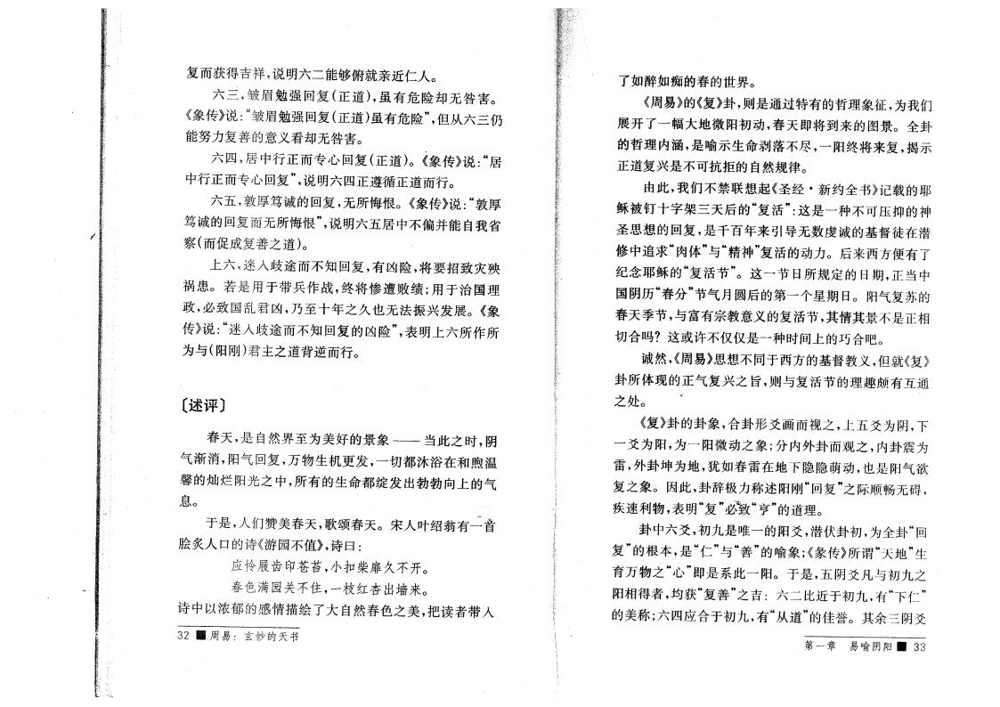 复而获得吉祥,说明六二能够俯就亲近仁人。
六三,皱眉勉强回复(正道),虽有危险却无咎害。
《象传》说:“皱眉勉强回复(正道)虽有危险”,但从六三仍
能努力复善的意义看却无咎害。
六四,居中行正而专心回复(正道)。《象传》说:“居
中行正而专心回复”,说明六四正遵循正道而行。
六五,敦厚笃诚的回复,无所悔恨。《象传》说:“敦厚
笃诚的回复而无所悔恨”,说明六五居中不偏并能自我省
察(而促成复善之道)。
上六,迷入歧途而不知回复,有凶险,将要招致灾殃
祸患。若是用于带兵作战,终将惨遭败绩;用于治国理
政,必致国乱君凶,乃至十年之久也无法振兴发展。《象
传》说:“迷入歧途而不知回复的凶险”,表明上六所作所
为与(阳刚)君主之道背逆而行。
〔述评〕
春天,是自然界至为美好的景象——当此之时,阴
气渐消,阳气回复,万物生机更发,一切都沐浴在和煦温
馨的灿烂阳光之中,所有的生命都绽发出勃勃向上的气
息。
于是,人们赞美春天,歌颂春天。宋人叶绍翁有一首
脍炙人口的诗《游园不值》,诗曰:
应怜屐齿印苍苔,小扣柴扉久不开。
春色满园关不住,一枝红杏出墙来。
诗中以浓郁的感情描绘了大自然春色之美,把读者带入
32 ■ 周易:玄妙的天书
了如醉如痴的春的世界。
《周易》的《复》卦,则是通过特有的哲理象征,为我们
展开了一幅大地微阳初动,春天即将到来的图景。全卦
的哲理内涵,是喻示生命剥落不尽,一阳终将来复,揭示
正道复兴是不可抗拒的自然规律。
由此,我们不禁联想起《圣经·新约全书》记载的耶
稣被钉十字架三天后的“复活”:这是一种不可压抑的神
圣思想的回复,是千百年来引导无数虔诚的基督徒在潜
修中追求“肉体”与“精神”复活的动力。后来西方便有了
纪念耶稣的“复活节”。这一节日所规定的日期,正当中
国阴历“春分”节气月圆后的第一个星期日。阳气复苏的
春天季节,与富有宗教意义的复活节,其情其景不是正相
切合吗?这或许不仅仅是一种时间上的巧合吧。
诚然,《周易》思想不同于西方的基督教义,但就《复》
卦所体现的正气复兴之旨,则与复活节的理趣颇有互通
之处。
《复》卦的卦象,合卦形爻画而视之,上五爻为阴,下
一爻为阳,为一阳微动之象;分内外卦而观之,内卦震为
雷,外卦坤为地,犹如春雷在地下隐隐萌动,也是阳气欲
复之象。因此,卦辞极力称述阳刚“回复”之际顺畅无碍,
疾速利物,表明“复”必致“亨”的道理。
卦中六爻,初九是唯一的阳爻,潜伏卦初,为全卦“回
复”的根本,是“仁”与“善”的喻象;《彖传》所谓“天地”生
育万物之“心”即是系此一阳。于是,五阴爻凡与初九之
阳相得者,均获“复善”之吉:六二比近于初九,有“下仁”
的美称;六四应合于初九,有“从道”的佳誉。其余三阴爻
第一章 易喻阴阳 ■ 33